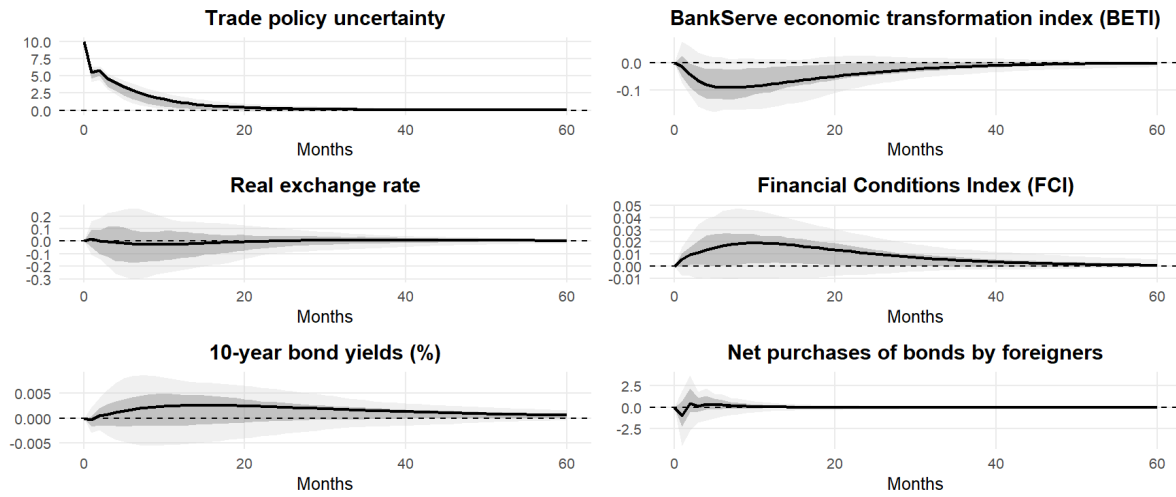 Trade policy uncertainty
10.0
7.5
5.0
2.5
0.0
0 20 40 60
Months
BankServe economic transformation index (BETI)
0.0
-0.1
0 20 40 60
Months
Real exchange rate
0.2
0.1
0.0
-0.1
-0.2
-0.3
0 20 40 60
Months
Financial Conditions Index (FCI)
0.05
0.04
0.03
0.02
0.01
0.00
-0.01
0 20 40 60
Months
10-year bond yields (%)
0.005
0.000
-0.005
0 20 40 60
Months
Net purchases of bonds by foreigners
2.5
0.0
-2.5
0 20 40 60
Months